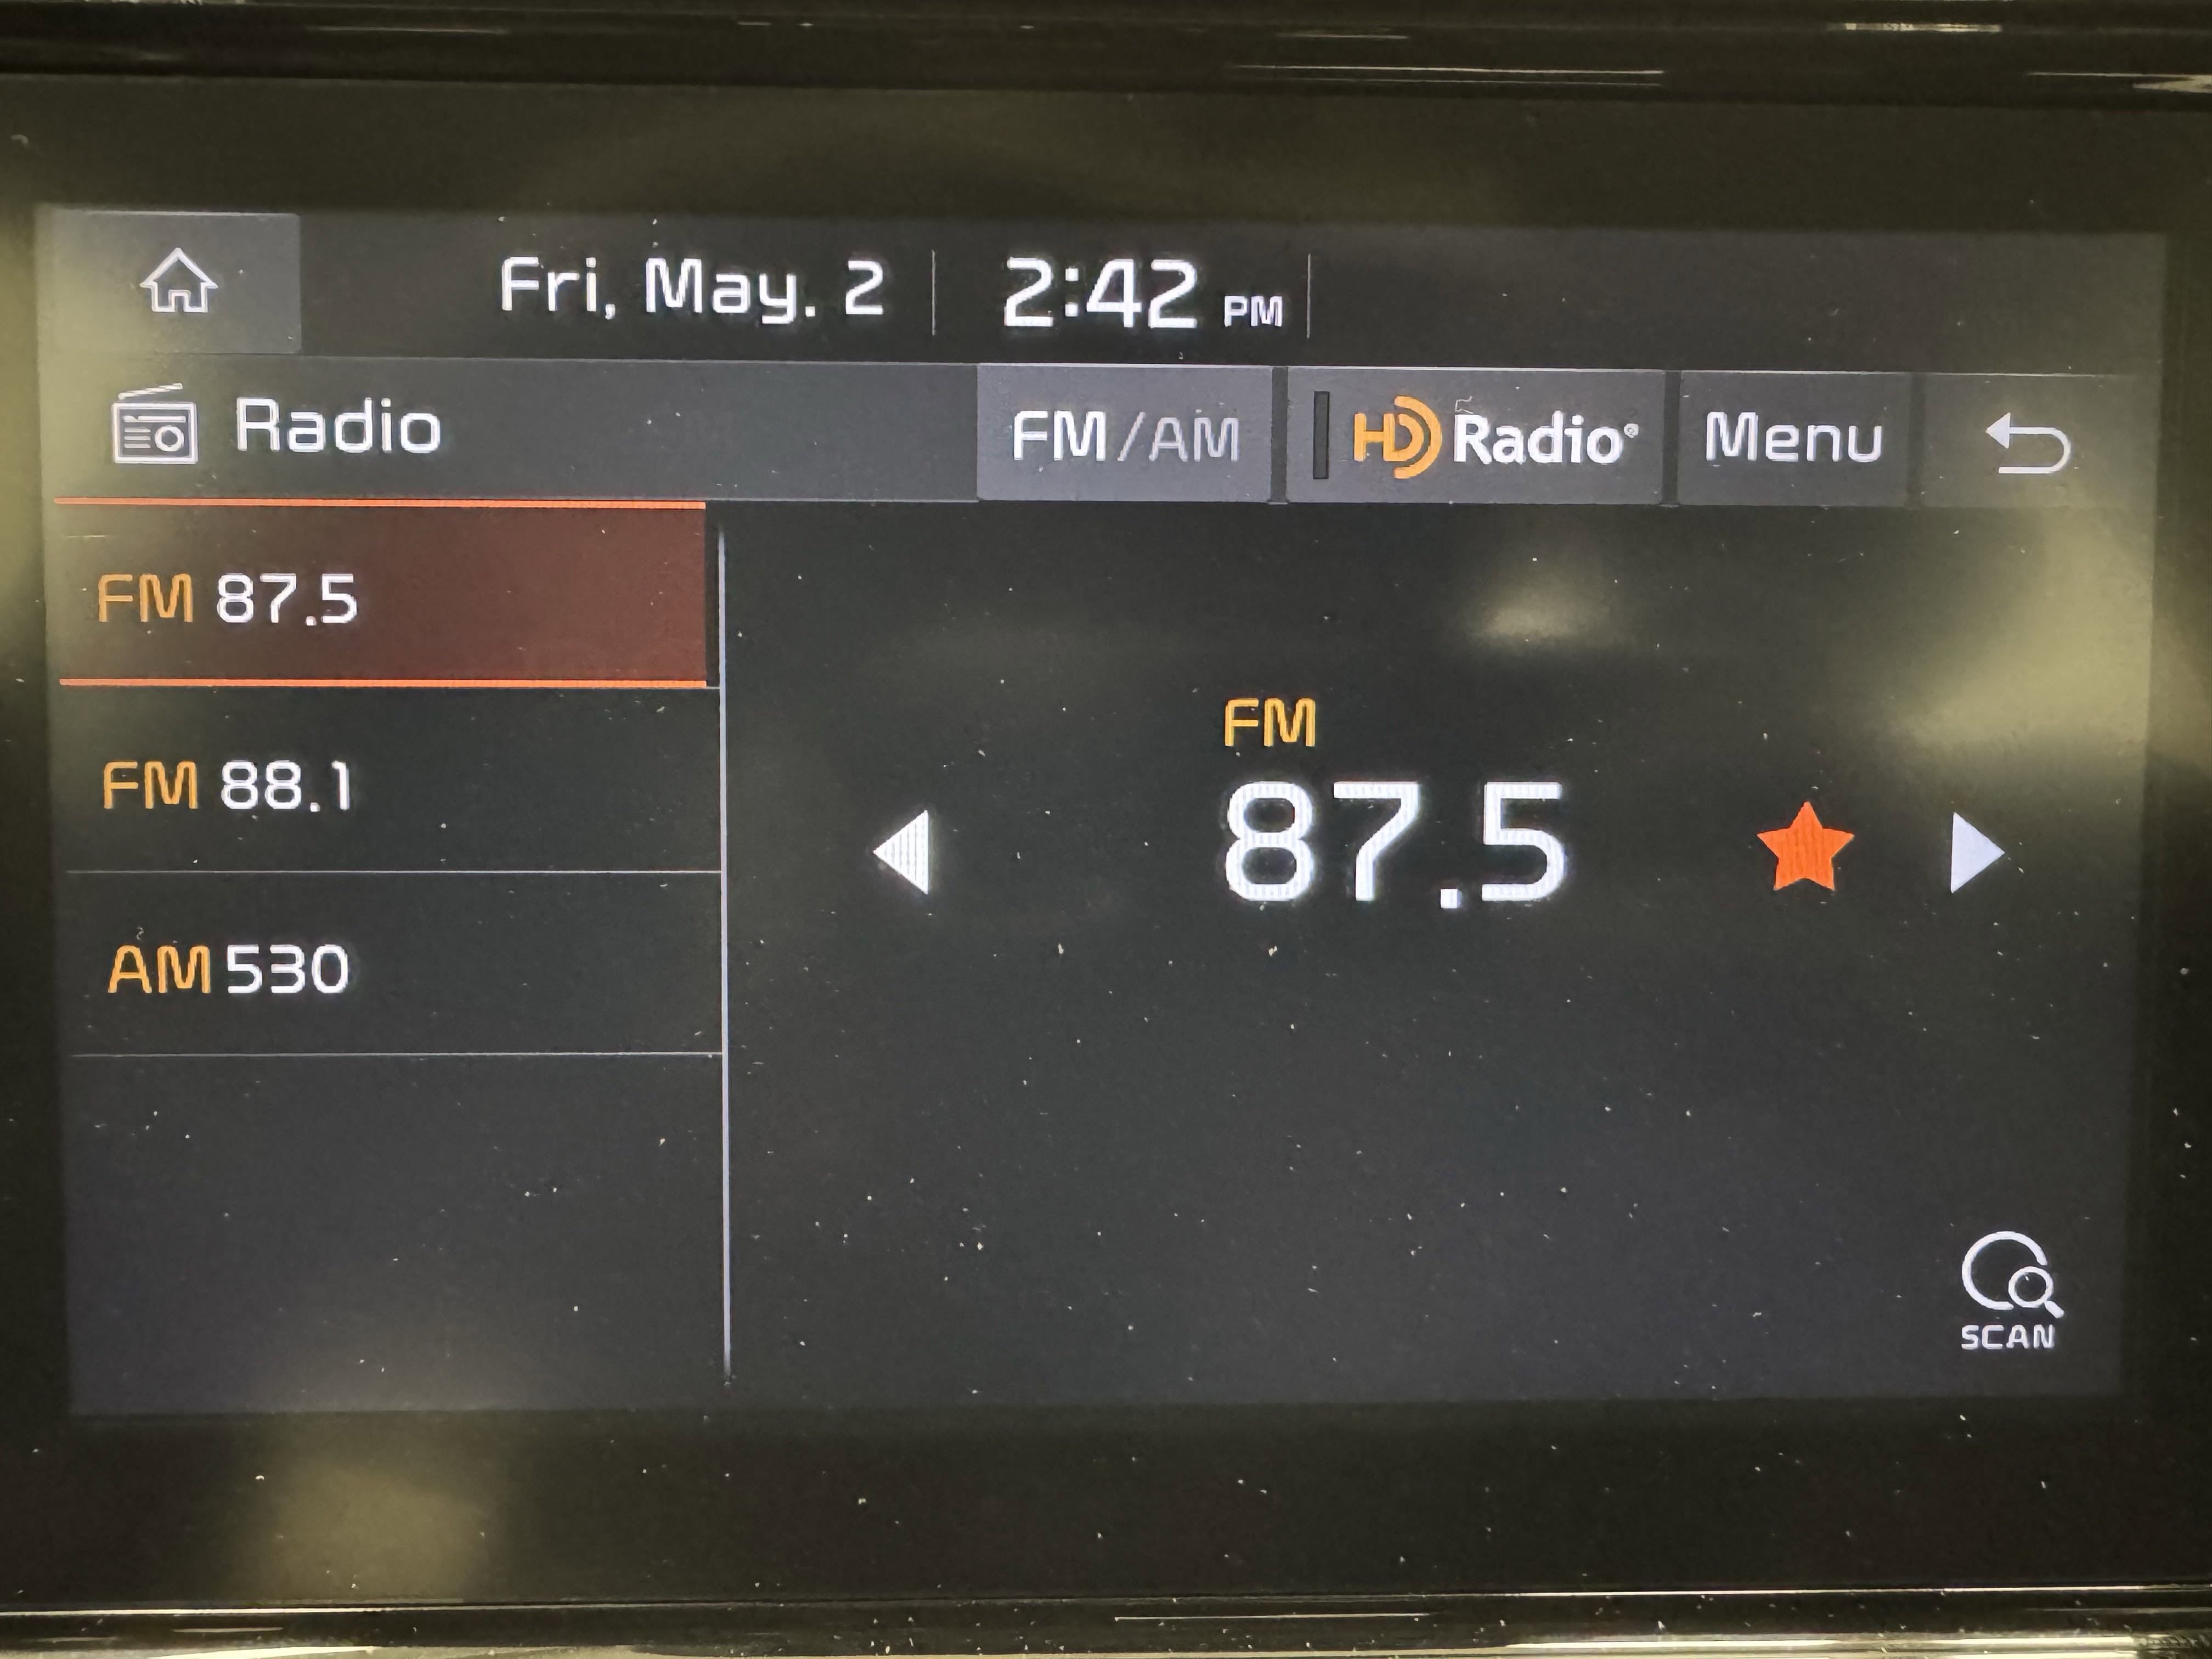 Fri, May. 2 2:42 PM
Radio FM/AM HD Radio® Menu
FM 87.5
FM 88.1
AM 530
FM
87.5
SCAN